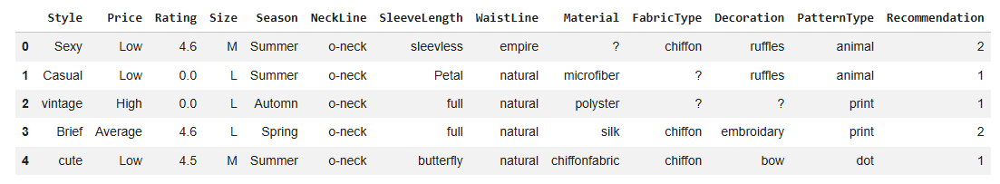 Style Price Rating Size Season NeckLine SleeveLength WaistLine Material FabricType Decoration PatternType Recommendation
0 Sexy Low 4.6 M Summer o-neck sleevless empire ? chiffon ruffles animal 2
1 Casual Low 0.0 L Summer o-neck Petal natural microfiber ? ruffles animal 1
2 vintage High 0.0 L Automn o-neck full natural polyster ? ? print 1
3 Brief Average 4.6 L Spring o-neck full natural silk chiffon embroidary print 2
4 cute Low 4.5 M Summer o-neck butterfly natural chiffonfabric chiffon bow dot 1